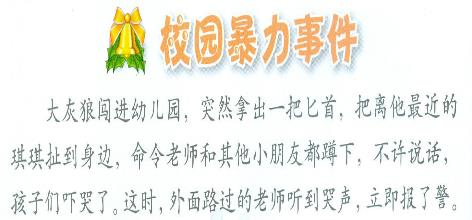 校园暴力事件
大灰狼闯进幼儿园，突然拿出一把匕首，把离他最近的
琪琪扯到身边，命令老师和其他小朋友都蹲下，不许说话，
孩子们吓哭了。这时，外面路过的老师听到哭声，立即报了警。